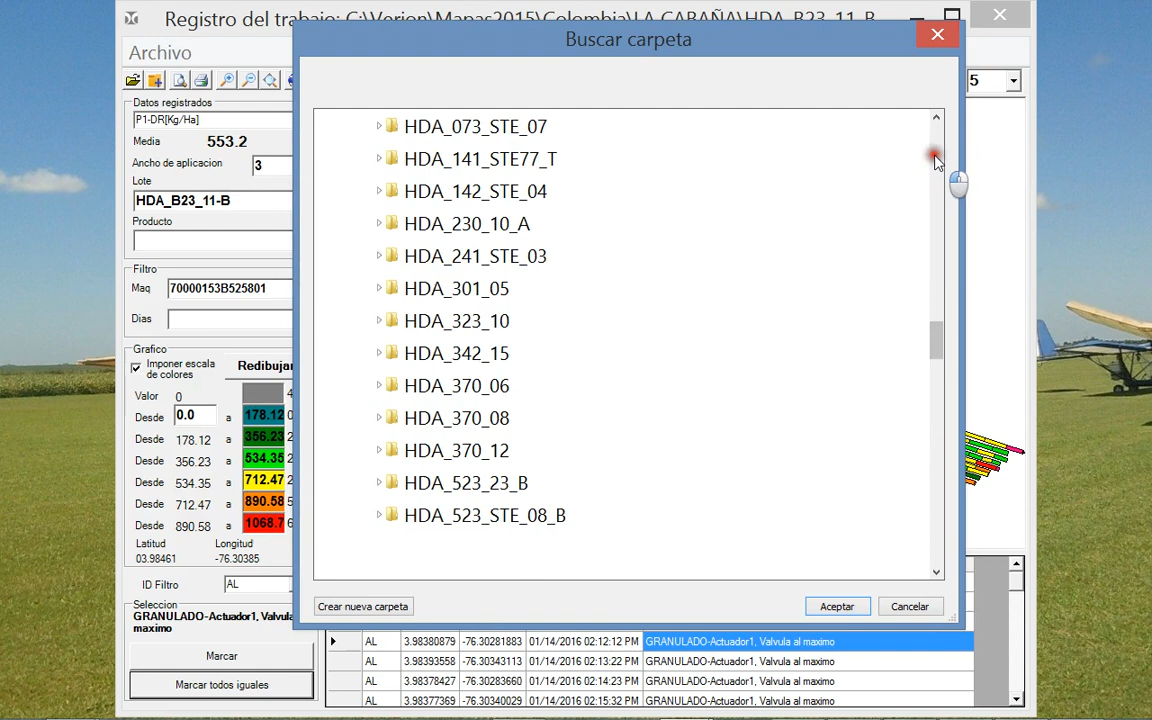 Registro del trabajo: C:\Verion\Mapas2015\Colombia\LA CABAÑA\HDA_B23_11-B
Buscar carpeta
Archivo
5
Datos registrados
P1-DR[Kg/Ha]
Media 553.2
Ancho de aplicacion 3
Lote
HDA_B23_11-B
Producto
Filtro
Maq 70000153B525801
Dias
Grafico
Imponer escala de colores
Redibujar
Valor 0
Desde 0.0 a 178.12
Desde 178.12 a 356.23
Desde 356.23 a 534.35
Desde 534.35 a 712.47
Desde 712.47 a 890.58
Desde 890.58 a 1068.7
Latitud Longitud
03.98461 -76.30385
ID Filtro AL
Seleccion
GRANULADO-Actuador1, Valvula
maximo
Marcar
Marcar todos iguales
HDA_073_STE_07
HDA_141_STE77_T
HDA_142_STE_04
HDA_230_10_A
HDA_241_STE_03
HDA_301_05
HDA_323_10
HDA_342_15
HDA_370_06
HDA_370_08
HDA_370_12
HDA_523_23_B
HDA_523_STE_08_B
Crear nueva carpeta
Aceptar
Cancelar
AL 3.98380879 -76.30281883 01/14/2016 02:12:12 PM GRANULADO-Actuador1, Valvula al maximo
AL 3.98393558 -76.30343113 01/14/2016 02:13:22 PM GRANULADO-Actuador1, Valvula al maximo
AL 3.98378427 -76.30283660 01/14/2016 02:14:23 PM GRANULADO-Actuador1, Valvula al maximo
AL 3.98377369 -76.30340029 01/14/2016 02:15:32 PM GRANULADO-Actuador1, Valvula al maximo